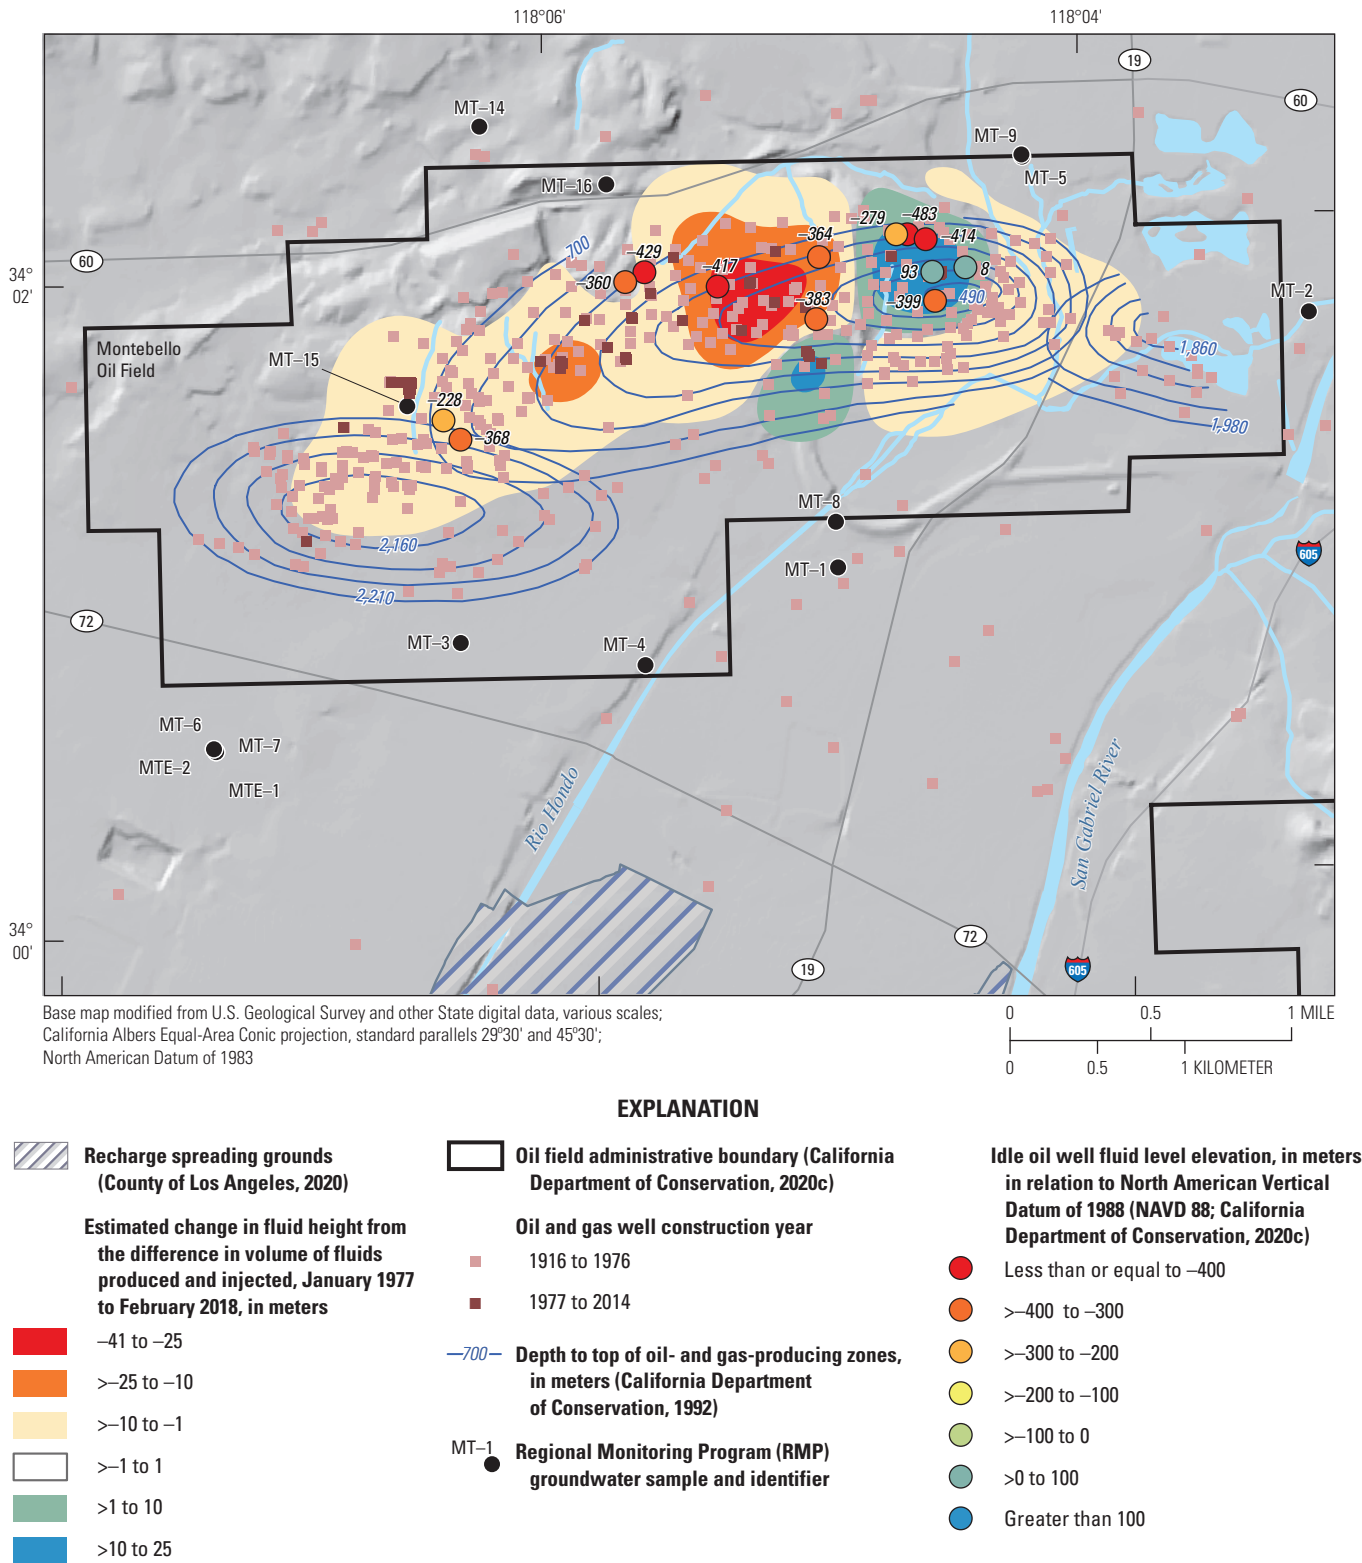 118°06'
118°04'
19
60
MT–14
MT–9
MT–5
MT–16
–279
–483
–414
–364
700
–429
–417
–360
93
8
–399
490
–383
60
34°
02'
MT–2
Montebello
Oil Field
MT–15
1,860
228
–368
1,980
MT–8
2,160
MT–1
605
2,210
72
MT–3
MT–4
MT–6
MT–7
MTE–2
MTE–1
Rio Hondo
San Gabriel River
34°
00'
72
19
605
Base map modified from U.S. Geological Survey and other State digital data, various scales;
California Albers Equal-Area Conic projection, standard parallels 29°30' and 45°30';
North American Datum of 1983
0 0.5 1 MILE
0 0.5 1 KILOMETER
EXPLANATION
Recharge spreading grounds
(County of Los Angeles, 2020)
Estimated change in fluid height from
the difference in volume of fluids
produced and injected, January 1977
to February 2018, in meters
–41 to –25
>–25 to –10
>–10 to –1
>–1 to 1
>1 to 10
>10 to 25
Oil field administrative boundary (California
Department of Conservation, 2020c)
Oil and gas well construction year
1916 to 1976
1977 to 2014
700
Depth to top of oil- and gas-producing zones,
in meters (California Department
of Conservation, 1992)
MT–1
Regional Monitoring Program (RMP)
groundwater sample and identifier
Idle oil well fluid level elevation, in meters
in relation to North American Vertical
Datum of 1988 (NAVD 88; California
Department of Conservation, 2020c)
Less than or equal to –400
>–400 to –300
>–300 to –200
>–200 to –100
>–100 to 0
>0 to 100
Greater than 100